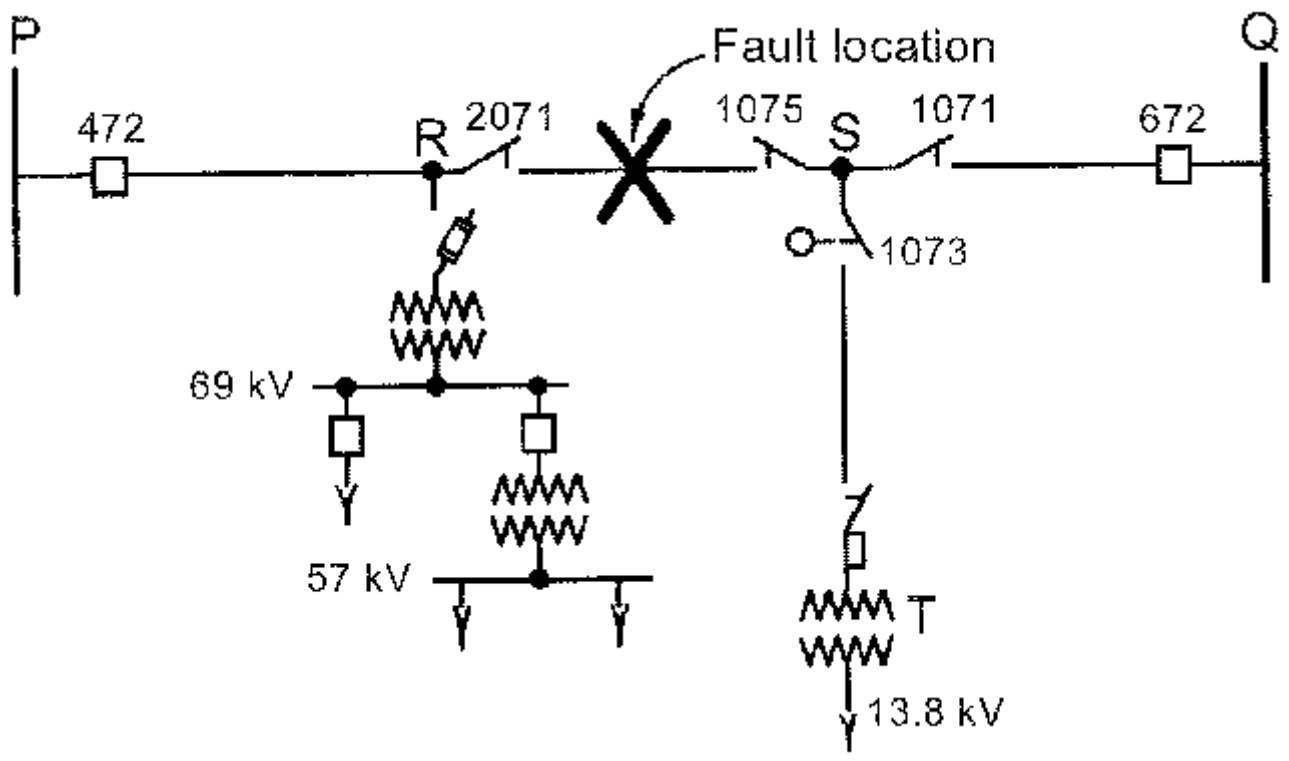 P
Q
Fault location
472
R
2071
1075
S
1071
672
1073
69 kV
57 kV
T
13.8 kV